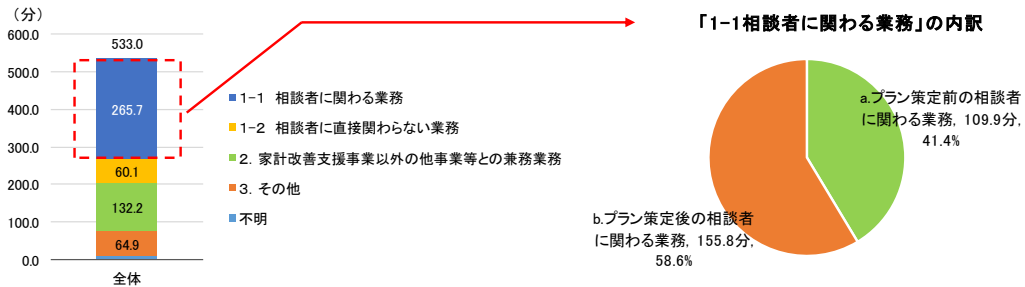 （分）
600.0
500.0
400.0
300.0
200.0
100.0
0.0
533.0
265.7
60.1
132.2
64.9
全体
1-1　相談者に関わる業務
1-2　相談者に直接関わらない業務
2．家計改善支援事業以外の他事業等との兼務業務
3．その他
不明
「1-1相談者に関わる業務」の内訳
a.プラン策定前の相談者
に関わる業務, 109.9分,
41.4%
b.プラン策定後の相談者
に関わる業務, 155.8分,
58.6%